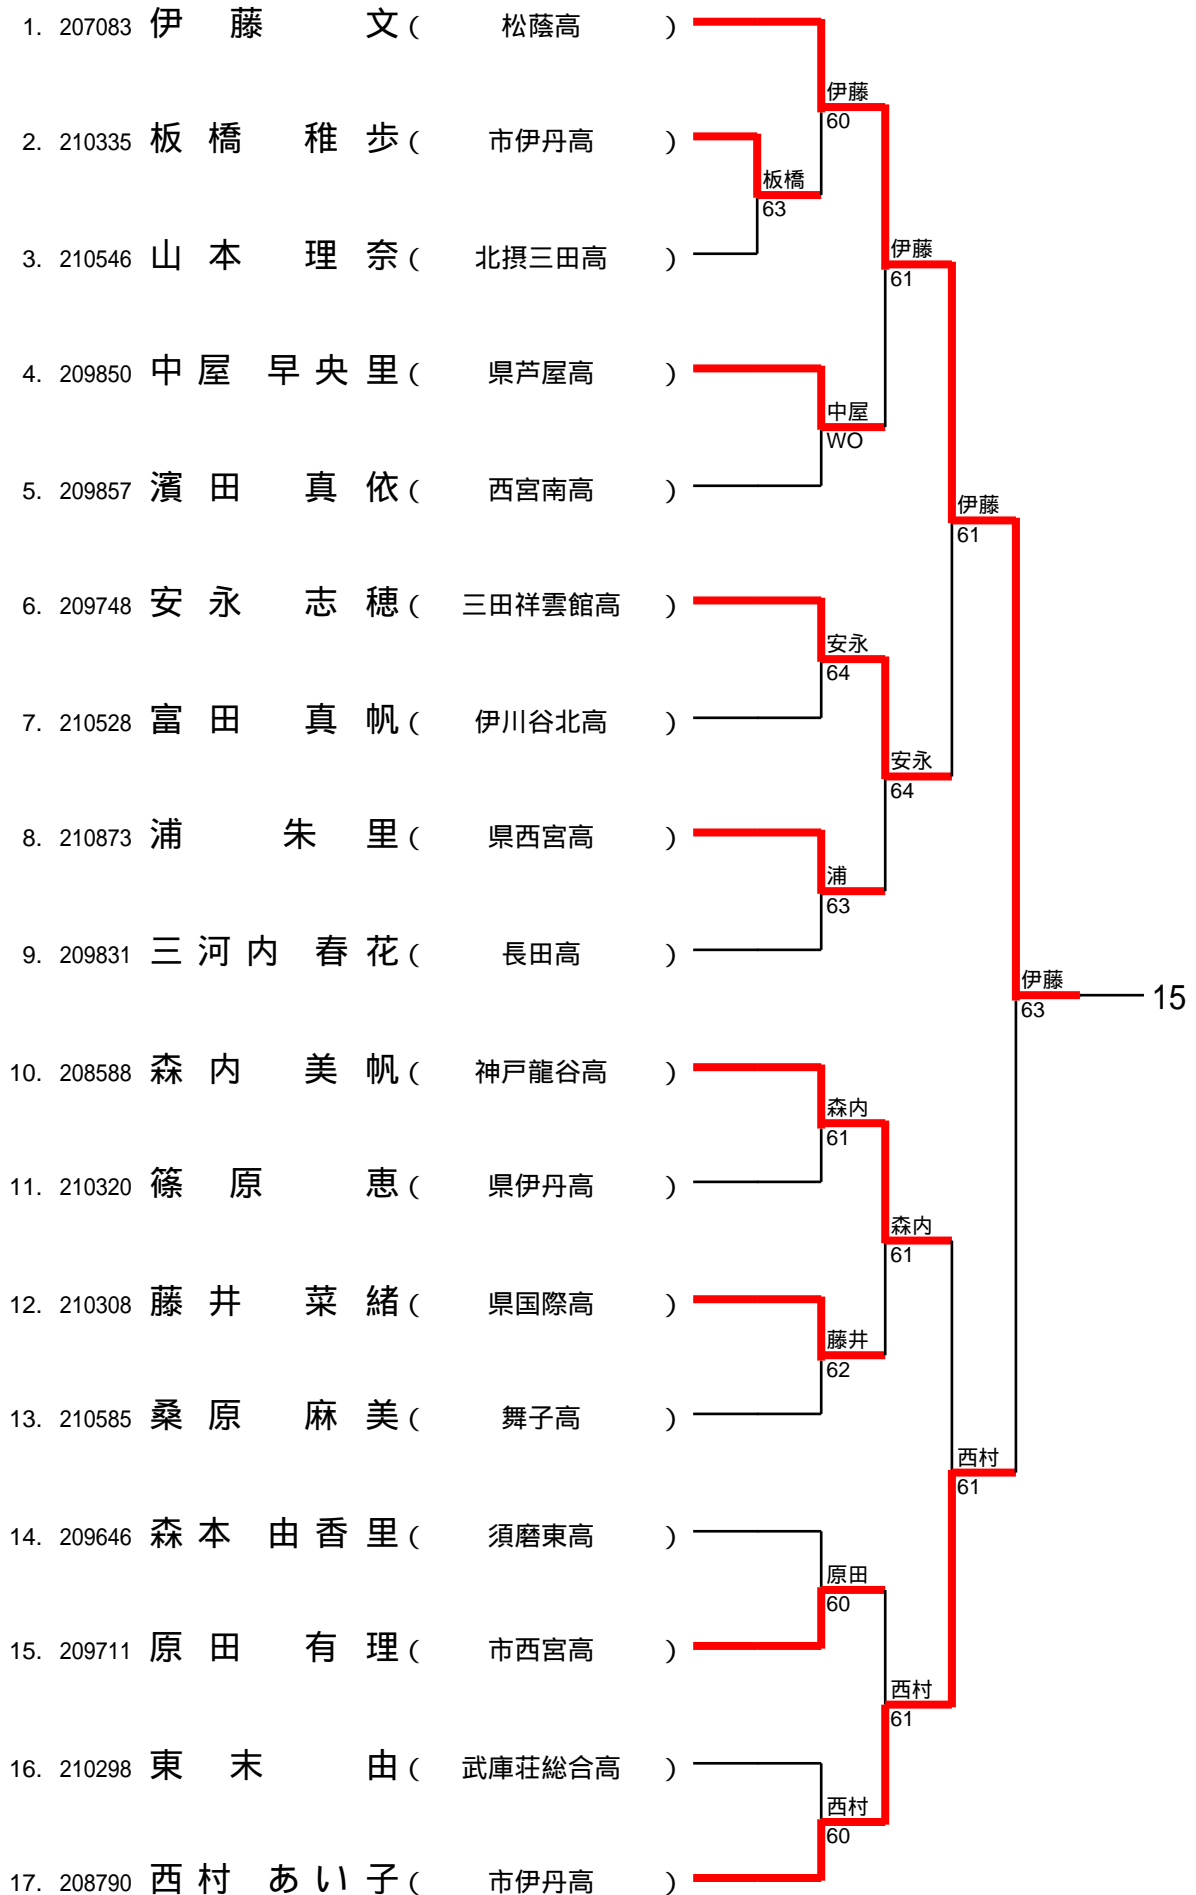 1. 207083 伊藤 文 ( 松蔭高 )
伊藤
60
2. 210335 板橋 稚歩 ( 市伊丹高 )
板橋
63
3. 210546 山本 理奈 ( 北摂三田高 )
伊藤
61
4. 209850 中屋 早央里 ( 県芦屋高 )
中屋
WO
5. 209857 濱田 真依 ( 西宮南高 )
伊藤
61
6. 209748 安永 志穂 ( 三田祥雲館高 )
安永
64
7. 210528 富田 真帆 ( 伊川谷北高 )
安永
64
8. 210873 浦 朱里 ( 県西宮高 )
浦
63
9. 209831 三河内 春花 ( 長田高 )
伊藤
63
15
10. 208588 森内 美帆 ( 神戸龍谷高 )
森内
61
11. 210320 篠原 恵 ( 県伊丹高 )
森内
61
12. 210308 藤井 菜緒 ( 県国際高 )
藤井
62
13. 210585 桑原 麻美 ( 舞子高 )
西村
61
14. 209646 森本 由香里 ( 須磨東高 )
原田
60
15. 209711 原田 有理 ( 市西宮高 )
西村
61
16. 210298 東末 由 ( 武庫荘総合高 )
西村
60
17. 208790 西村 あい子 ( 市伊丹高 )